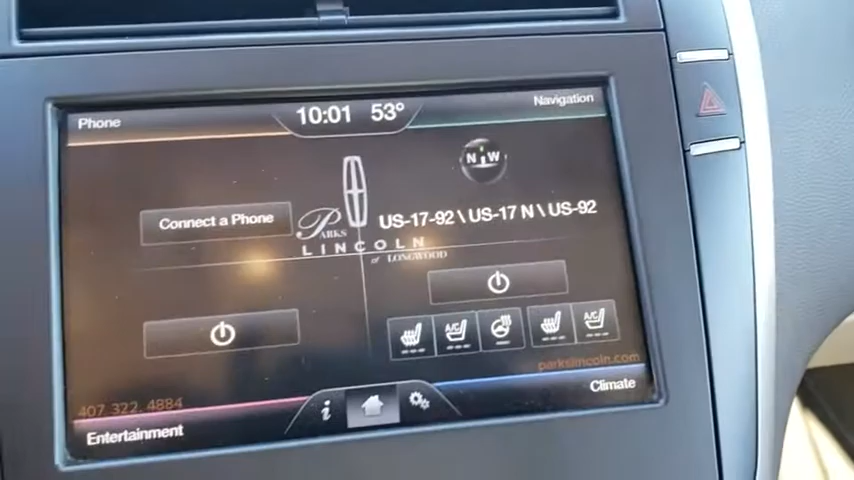 Phone
10:01 53°
Navigation
N W
Connect a Phone
US-17-92\US-17 N\US-92
PARKS
LINCOLN
of LONGWOOD
A/C
A/C
parkslincoln.com
407.322.4884
Entertainment
i
Climate